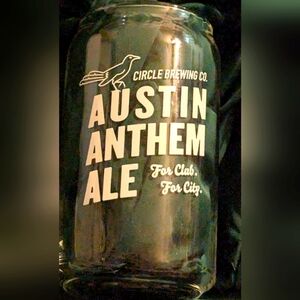 CIRCLE BREWING CO.
AUSTIN
ANTHEM
ALE
For Club.
For City.